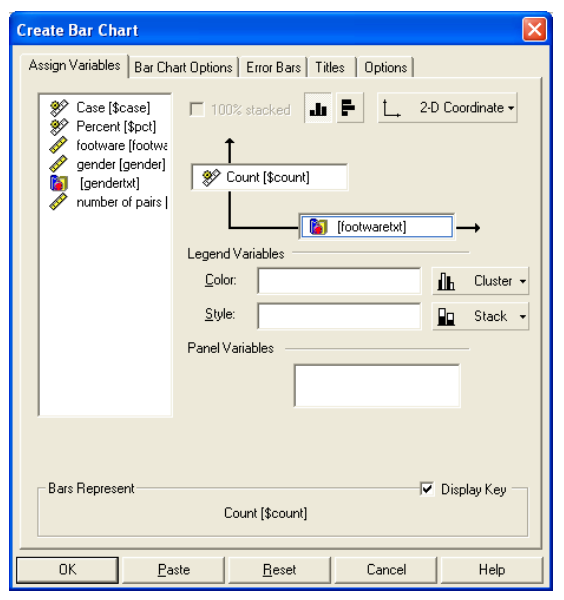 Create Bar Chart
Assign Variables Bar Chart Options Error Bars Titles Options
Case [$case]
Percent [$pct]
footware [footwa
gender [gender]
[gendertxt]
number of pairs [
100% stacked
2-D Coordinate
Count [$count]
[footwaretxt]
Legend Variables
Color:
Cluster
Style:
Stack
Panel Variables
Bars Represent
Display Key
Count [$count]
OK Paste Reset Cancel Help